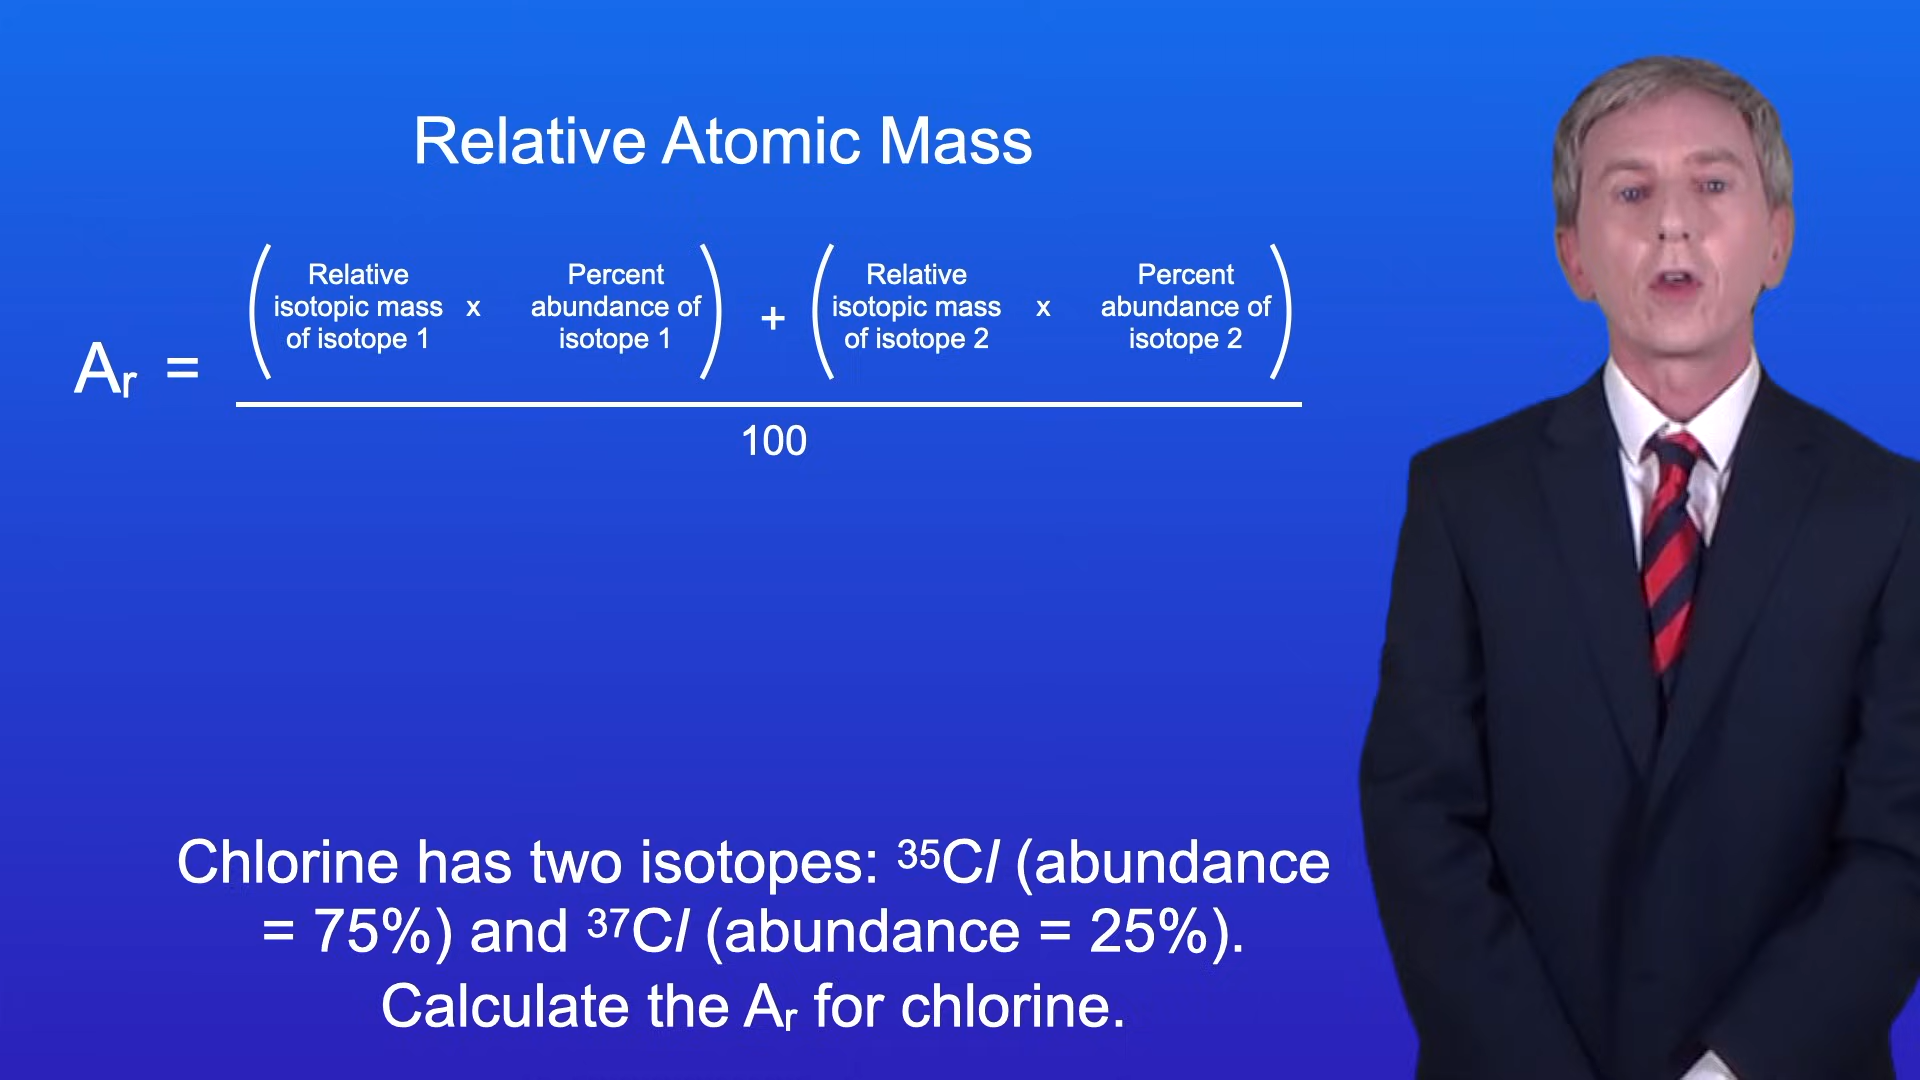 Relative Atomic Mass
Relative isotopic mass of isotope 1 x Percent abundance of isotope 1 + Relative isotopic mass of isotope 2 x Percent abundance of isotope 2
Aᵣ =
100
Chlorine has two isotopes: ³⁵Cl (abundance
= 75%) and ³⁷Cl (abundance = 25%).
Calculate the Aᵣ for chlorine.